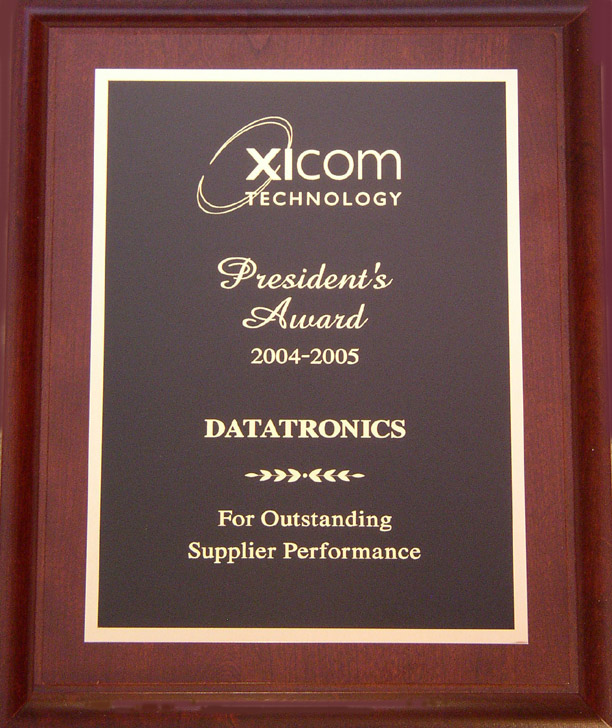 XICOM
TECHNOLOGY
President's
Award
2004-2005
DATATRONICS
For Outstanding
Supplier Performance